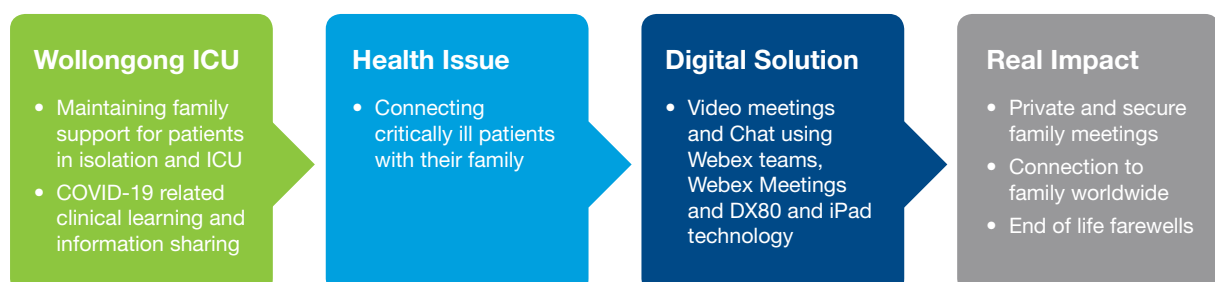 Wollongong ICU
• Maintaining family
support for patients
in isolation and ICU
• COVID-19 related
clinical learning and
information sharing
Health Issue
• Connecting
critically ill patients
with their family
Digital Solution
• Video meetings
and Chat using
Webex teams,
Webex Meetings
and DX80 and iPad
technology
Real Impact
• Private and secure
family meetings
• Connection to
family worldwide
• End of life farewells